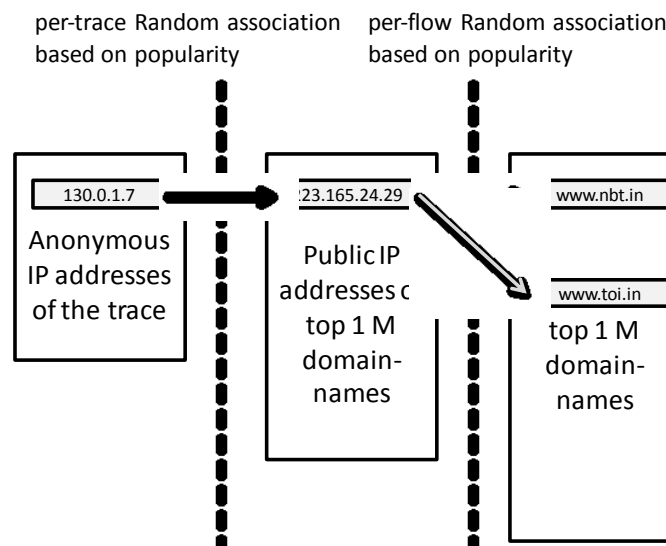 per-trace Random association
based on popularity
per-flow Random association
based on popularity
130.0.1.7
Anonymous
IP addresses
of the trace
23.165.24.29
Public IP
addresses o
top 1 M
domain-
names
www.nbt.in
www.toi.in
top 1 M
domain-
names